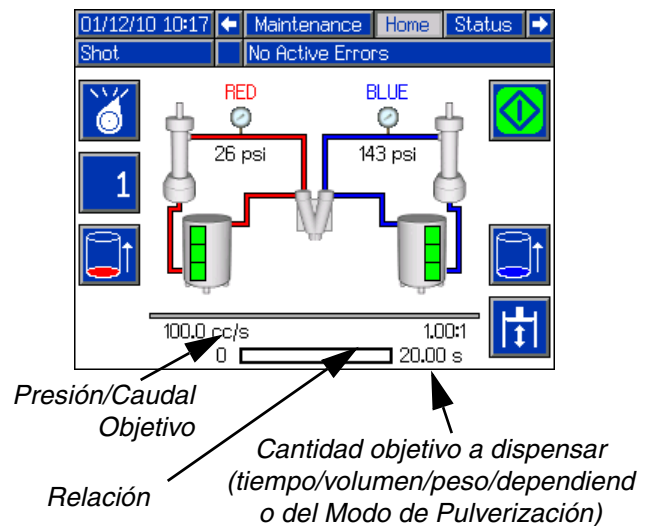 01/12/10 10:17 Maintenance Home Status
Shot No Active Errors
RED BLUE
26 psi 143 psi
1
100.0 cc/s 1.00:1
0 20.00 s
Presión/Caudal
Objetivo
Cantidad objetivo a dispensar
(tiempo/volumen/peso/dependiend
o del Modo de Pulverización)
Relación